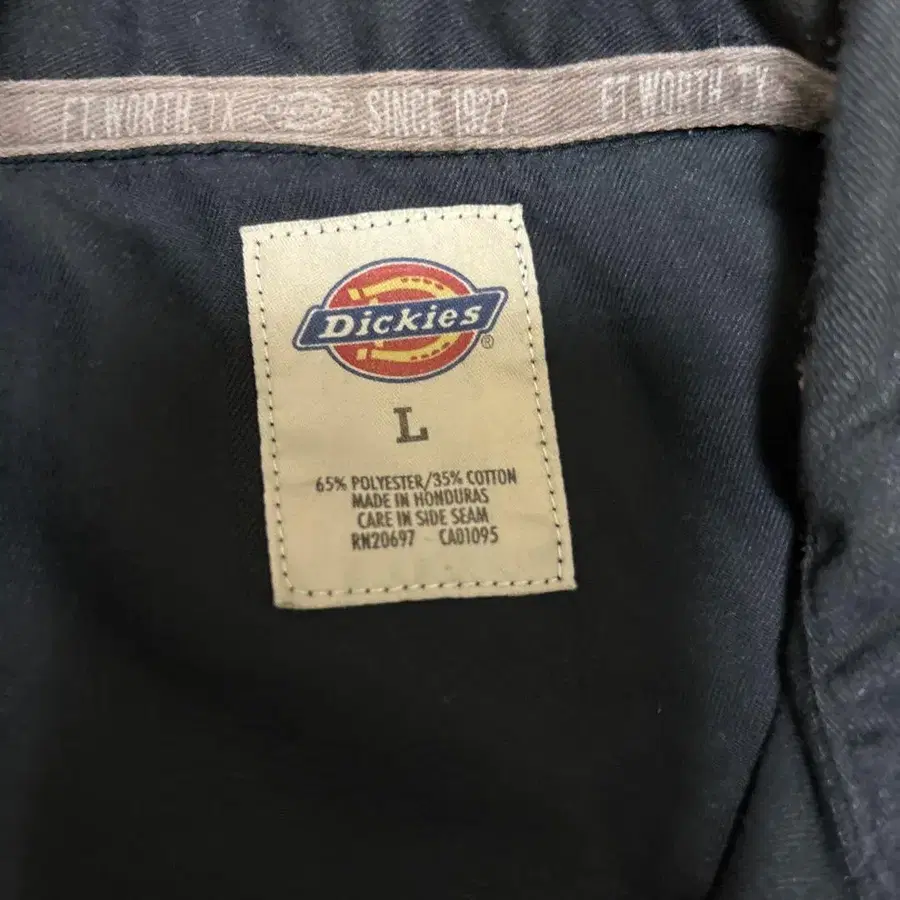 FT. WORTH, TX Dickies SINCE 1922 FT. WORTH, TX
Dickies®
L
65% POLYESTER/35% COTTON
MADE IN HONDURAS
CARE IN SIDE SEAM
RN20697 CA01095